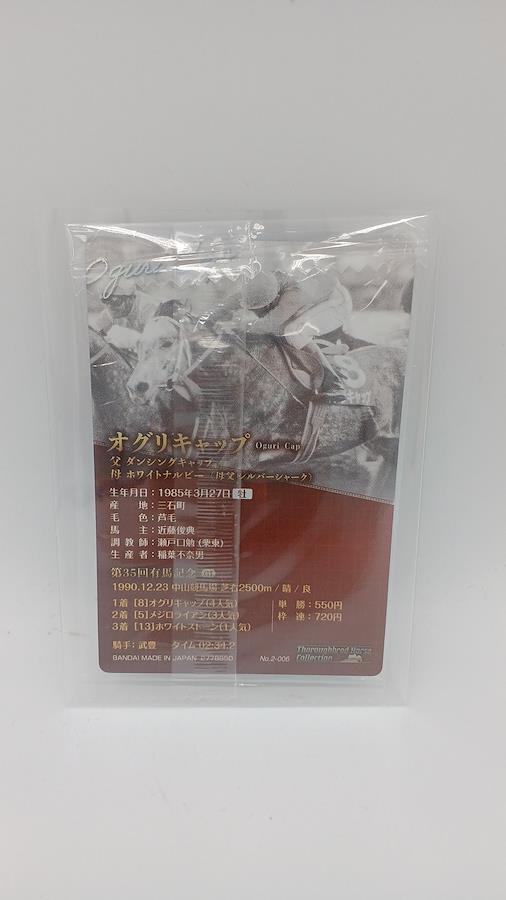 Oguri
8
オグリキャップ Oguri Cap
父 ダンシングキャップ
母 ホワイトナルビー (母父 シルバーシャーク)
生年月日：1985年3月27日 牡
産 地：三石町
毛 色：芦毛
馬 主：近藤俊典
調教師：瀬戸口勉 (栗東)
生産者：稲葉不奈男
第35回有馬記念 G1
1990.12.23 中山競馬場 芝右2500m / 晴 / 良
1着 [8]オグリキャップ(4人気) 単 勝：550円
2着 [5]メジロライアン(3人気) 枠 連：720円
3着 [13]ホワイトストーン(1人気)
騎手：武豊 タイム 02:34.2
BANDAI MADE IN JAPAN 2778660 No.2-006
Thoroughbred Horse
Collection